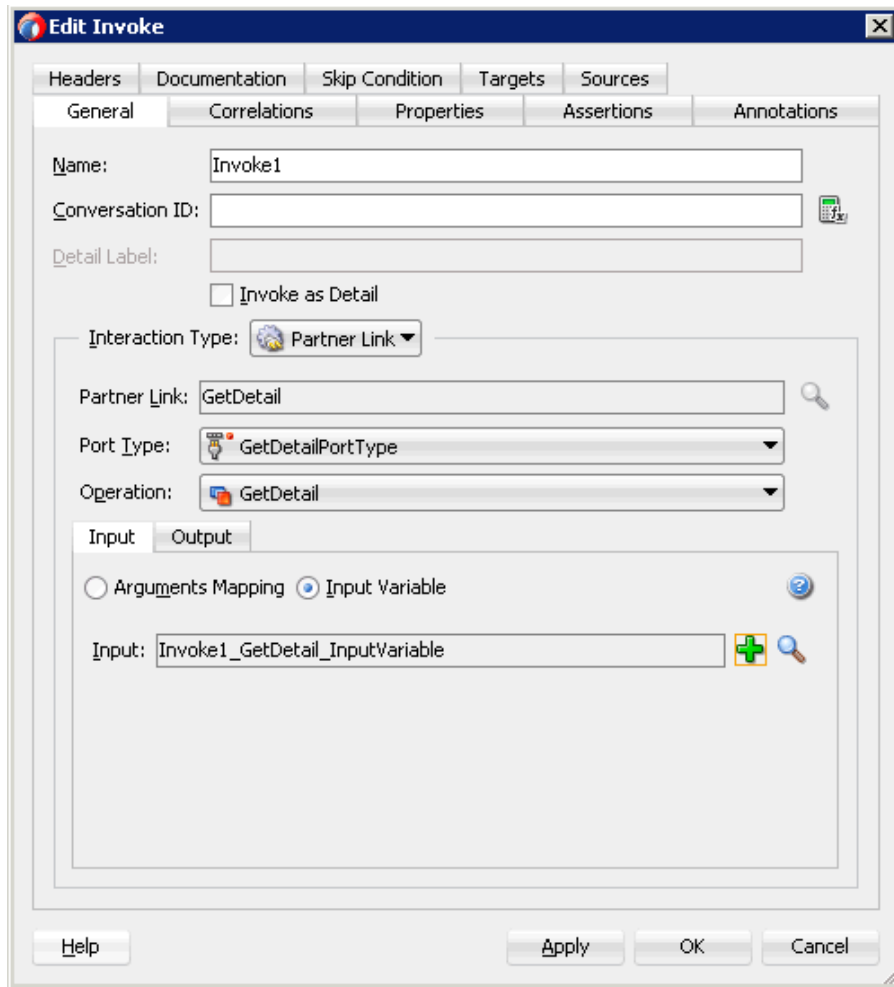 Edit Invoke
Headers Documentation Skip Condition Targets Sources
General Correlations Properties Assertions Annotations
Name: Invoke1
Conversation ID:
Detail Label:
Invoke as Detail
Interaction Type: Partner Link
Partner Link: GetDetail
Port Type: GetDetailPortType
Operation: GetDetail
Input Output
Arguments Mapping Input Variable
Input: Invoke1_GetDetail_InputVariable
Help Apply OK Cancel